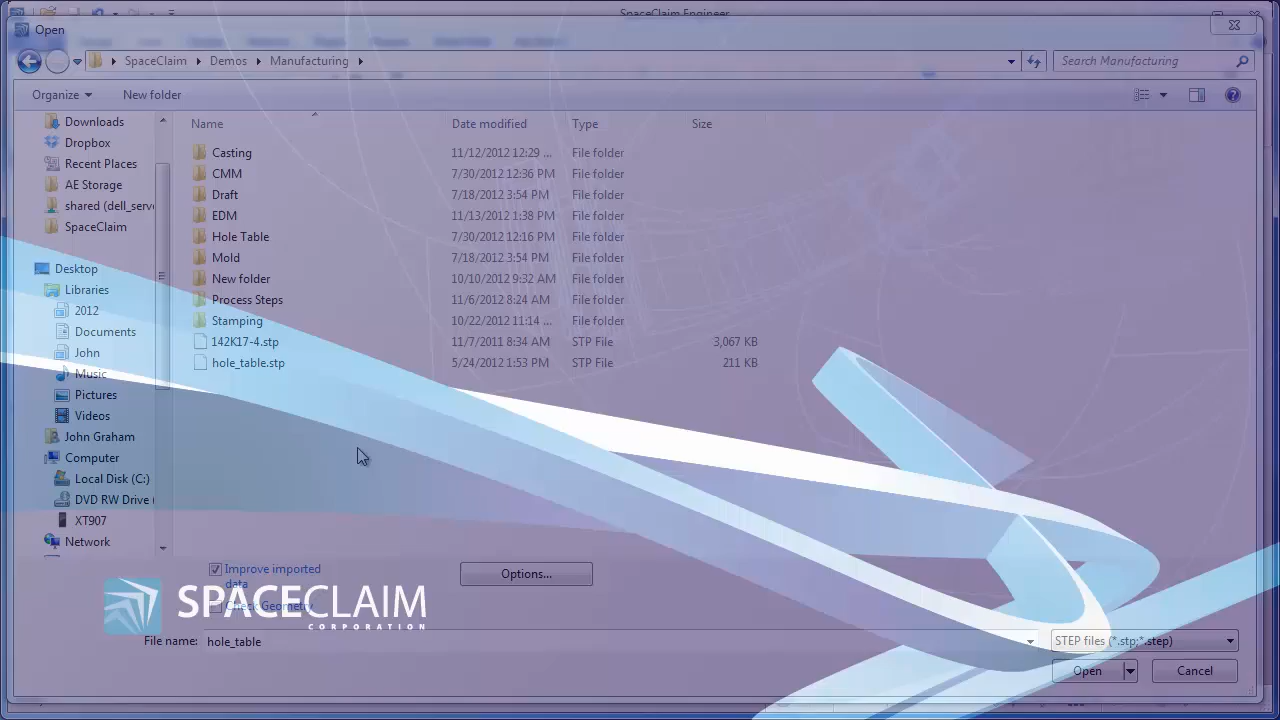 SpaceClaim Engineer
Open
SpaceClaim Demos Manufacturing
Search Manufacturing
Organize New folder
Name Date modified Type Size
Downloads
Dropbox
Recent Places
AE Storage
shared (dell_serve
SpaceClaim
Desktop
Libraries
2012
Documents
John
Music
Pictures
Videos
John Graham
Computer
Local Disk (C:)
DVD RW Drive (
XT907
Network
Casting 11/12/2012 12:29 ... File folder
CMM 7/30/2012 12:36 PM File folder
Draft 7/18/2012 3:54 PM File folder
EDM 11/13/2012 1:38 PM File folder
Hole Table 7/30/2012 12:16 PM File folder
Mold 7/18/2012 3:54 PM File folder
New folder 10/10/2012 9:32 AM File folder
Process Steps 11/6/2012 8:24 AM File folder
Stamping 10/22/2012 11:14 ... File folder
142K17-4.stp 11/7/2011 8:34 AM STP File 3,067 KB
hole_table.stp 5/24/2012 1:53 PM STP File 211 KB
Improve imported
data
Check Geometry
Options...
SPACECLAIM
CORPORATION
File name: hole_table
STEP files (*.stp;*.step)
Open Cancel